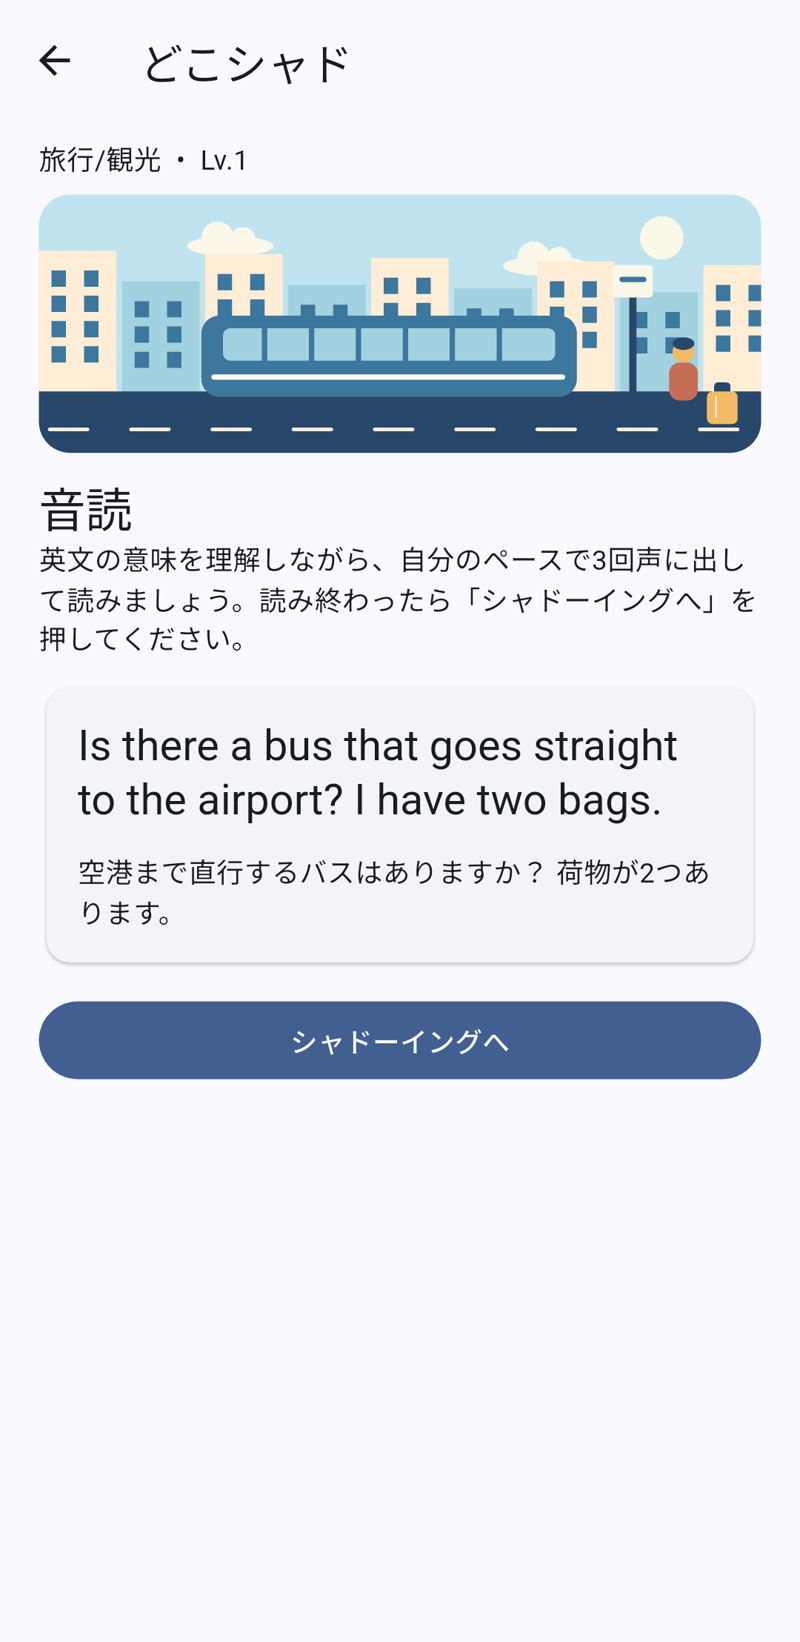 どこシャド
旅行/観光 ・ Lv.1
音読
英文の意味を理解しながら、自分のペースで3回声に出し
て読みましょう。読み終わったら「シャドーイングへ」を
押してください。
Is there a bus that goes straight
to the airport? I have two bags.
空港まで直行するバスはありますか？ 荷物が2つあ
ります。
シャドーイングへ